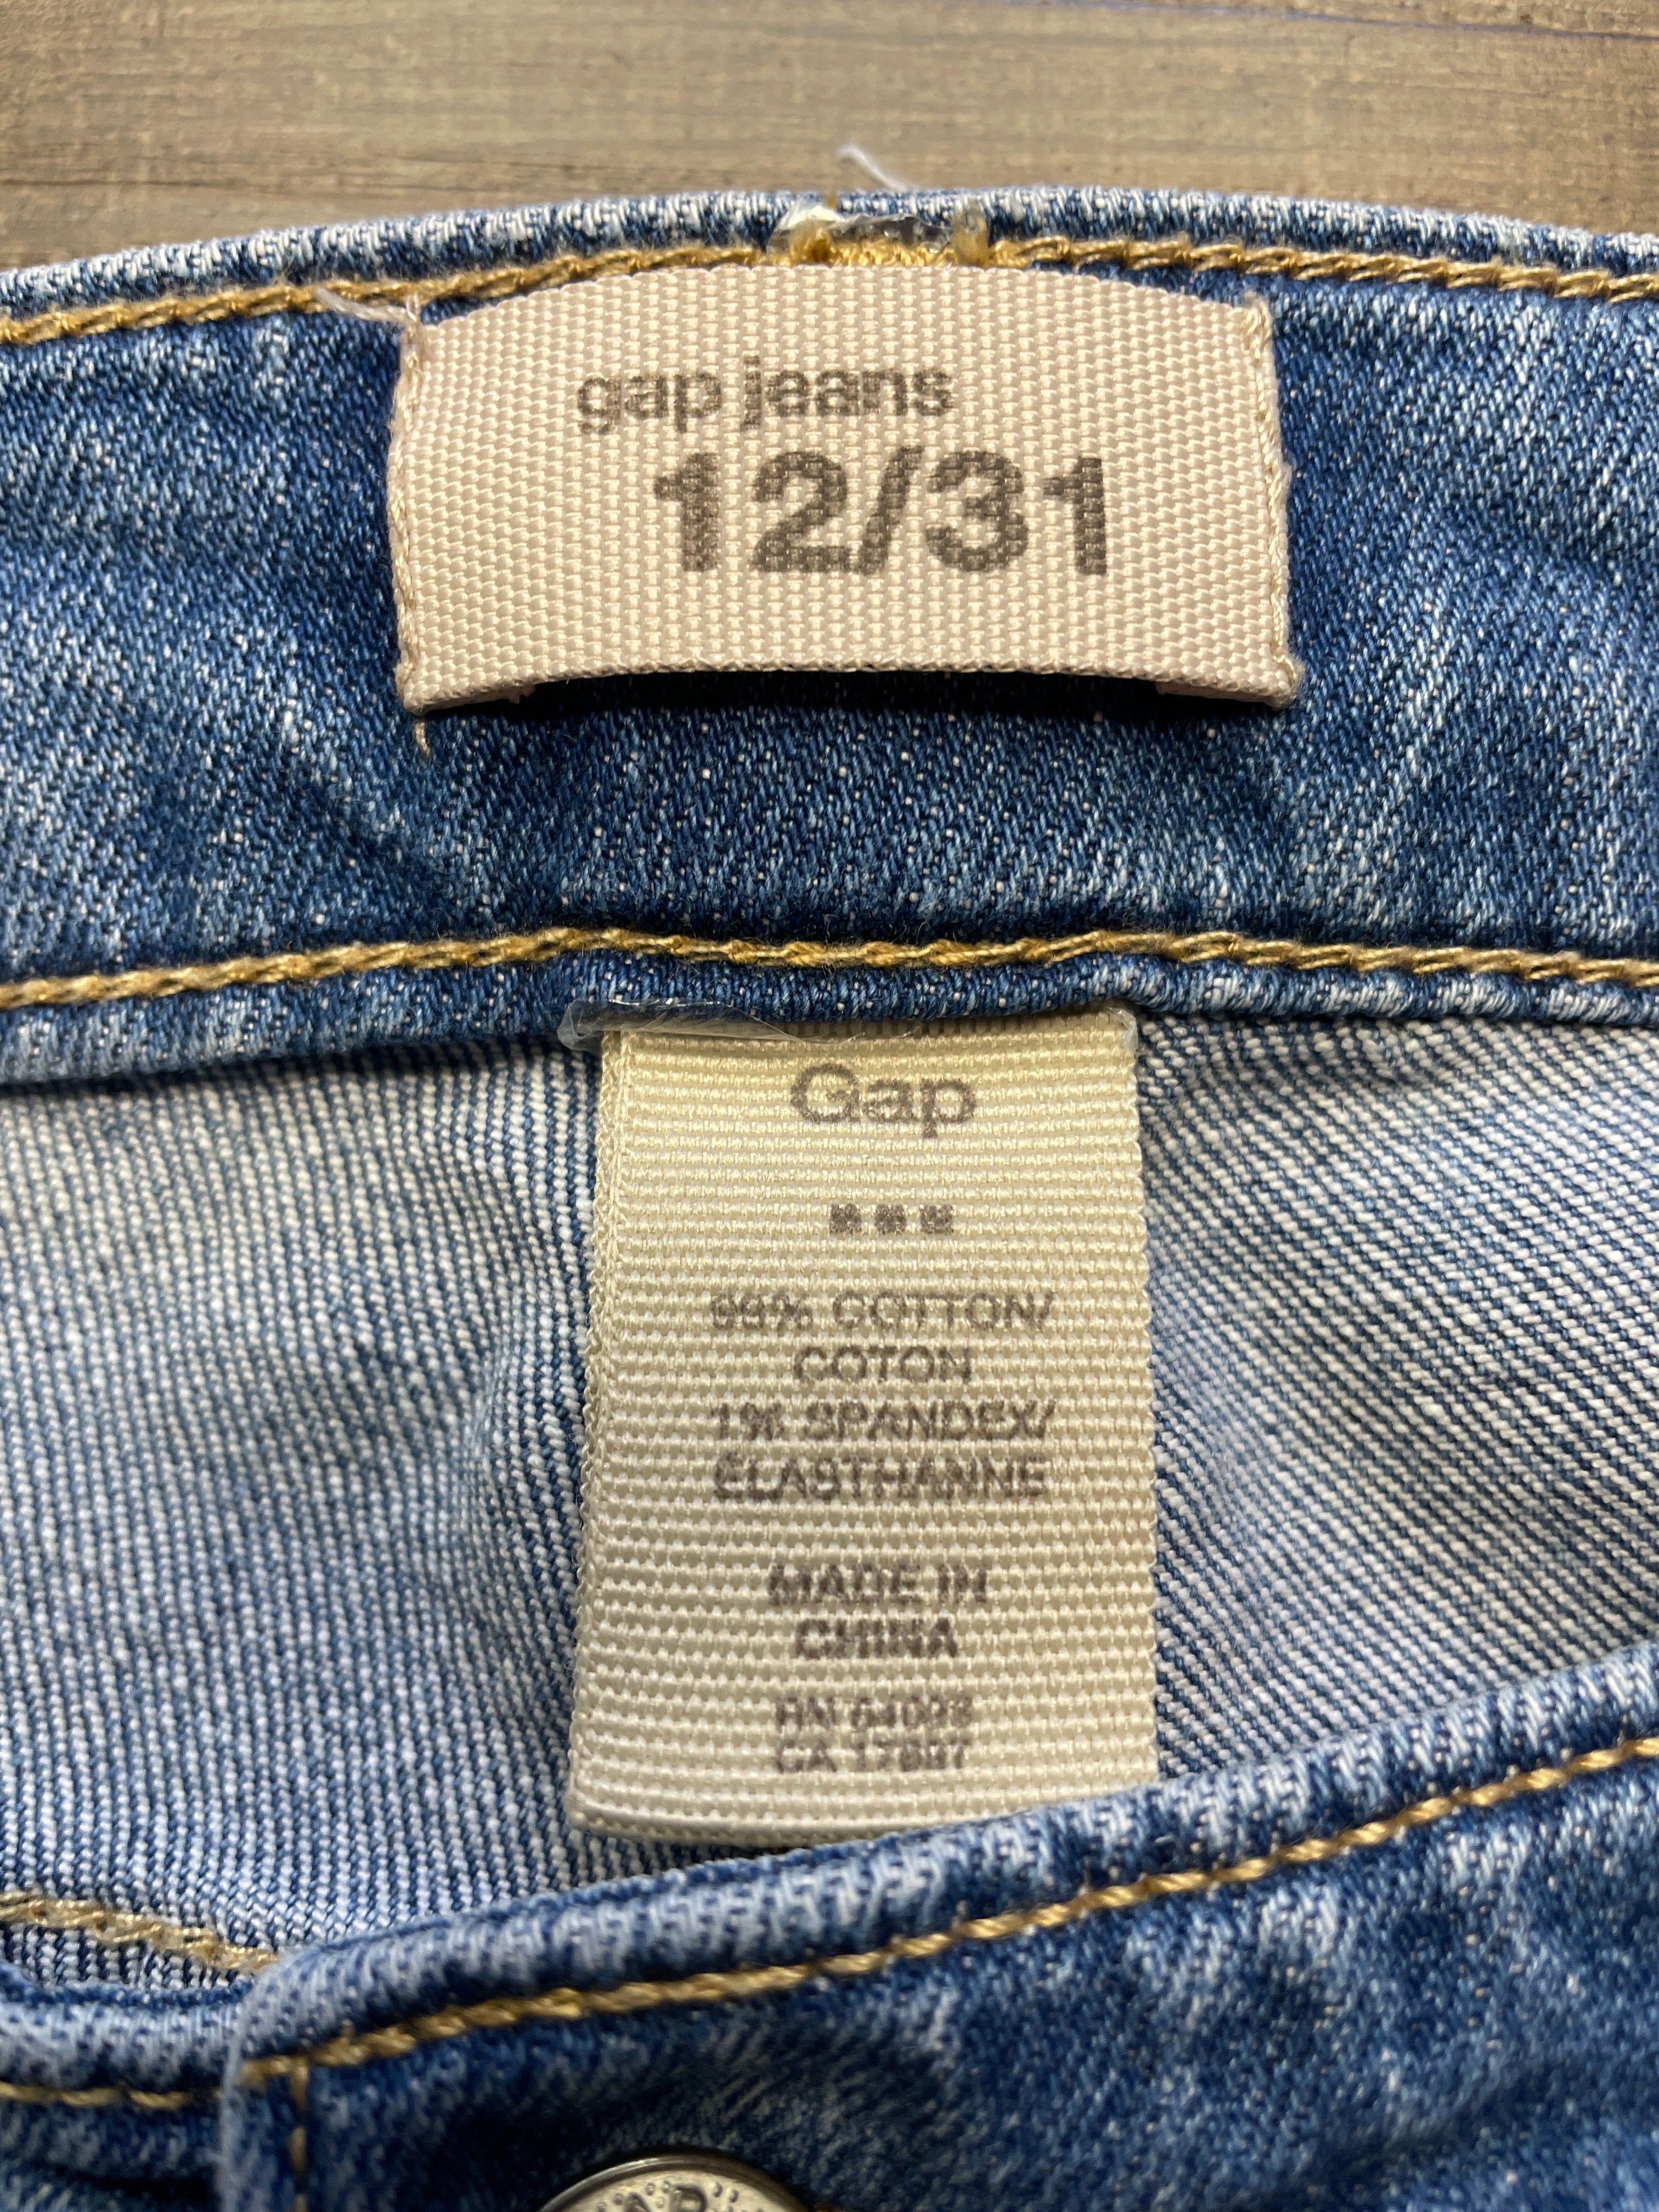 gap jeans
12/31
Gap
99% COTTON/
COTON
1% SPANDEX/
ÉLASTHANNE
MADE IN
CHINA
RN 54023
CA 17897